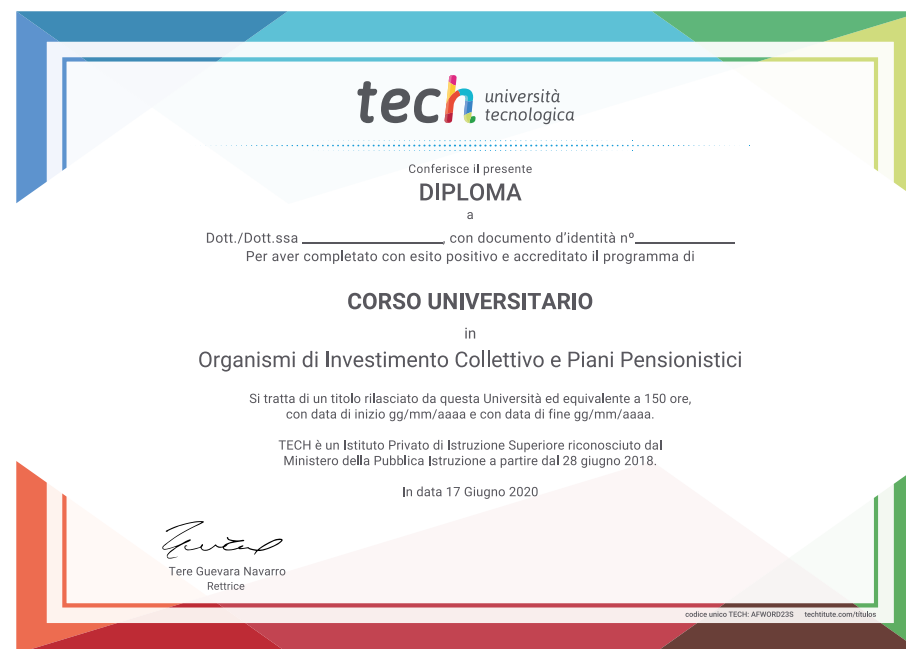 tech università
tecnologica
Conferisce il presente
DIPLOMA
a
Dott./Dott.ssa ____________, con documento d'identità nº____________
Per aver completato con esito positivo e accreditato il programma di
CORSO UNIVERSITARIO
in
Organismi di Investimento Collettivo e Piani Pensionistici
Si tratta di un titolo rilasciato da questa Università ed equivalente a 150 ore,
con data di inizio gg/mm/aaaa e con data di fine gg/mm/aaaa.
TECH è un Istituto Privato di Istruzione Superiore riconosciuto dal
Ministero della Pubblica Istruzione a partire dal 28 giugno 2018.
In data 17 Giugno 2020
Tere Guevara Navarro
Rettrice
codice unico TECH: AFWORD23S techtitute.com/titulos